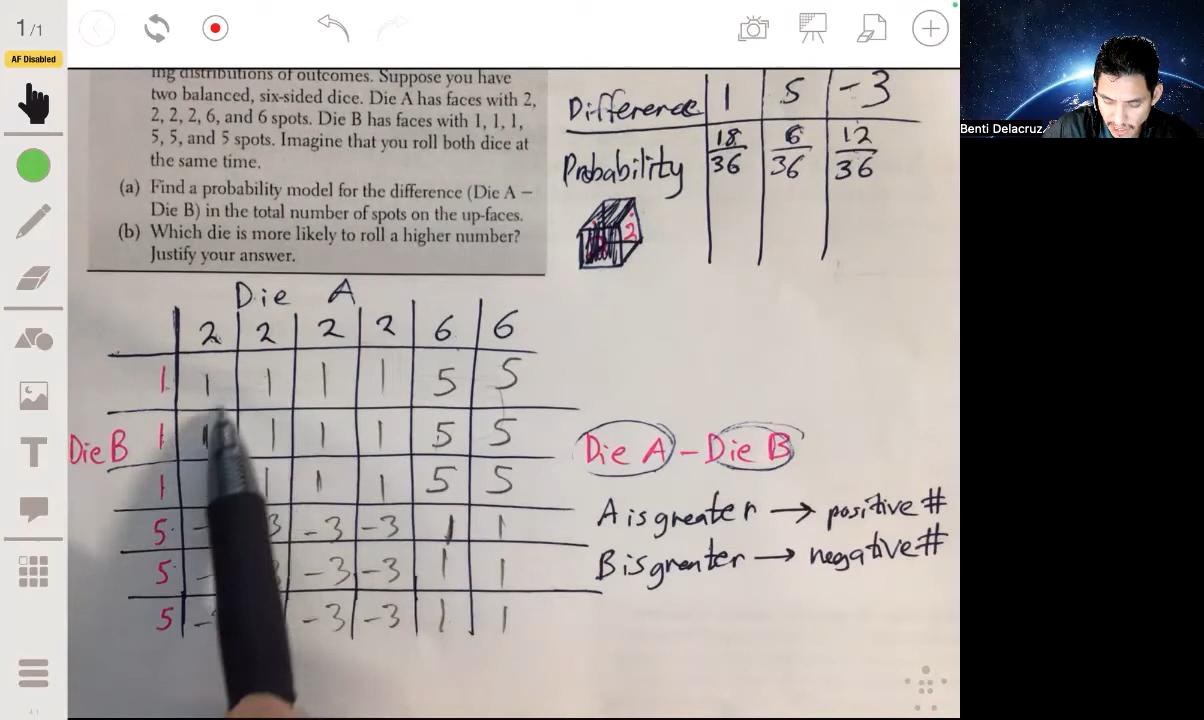 1/1
AF Disabled
ing distributions of outcomes. Suppose you have
two balanced, six-sided dice. Die A has faces with 2,
2, 2, 2, 6, and 6 spots. Die B has faces with 1, 1, 1,
5, 5, and 5 spots. Imagine that you roll both dice at
the same time.
(a) Find a probability model for the difference (Die A –
Die B) in the total number of spots on the up-faces.
(b) Which die is more likely to roll a higher number?
Justify your answer.
Difference 1 5 -3
Probability 18/36 6/36 12/36
2
Benti Delacruz
Die A
2 2 2 2 6 6
1 1 1 1 1 5 5
Die B 1 1 1 1 1 5 5
1 1 1 1 5 5
5 - 3 -3 -3 1 1
5 - 3 -3 -3 1 1
5 - -3 -3 1 1
Die A - Die B
A is greater → positive #
B is greater → negative #
T